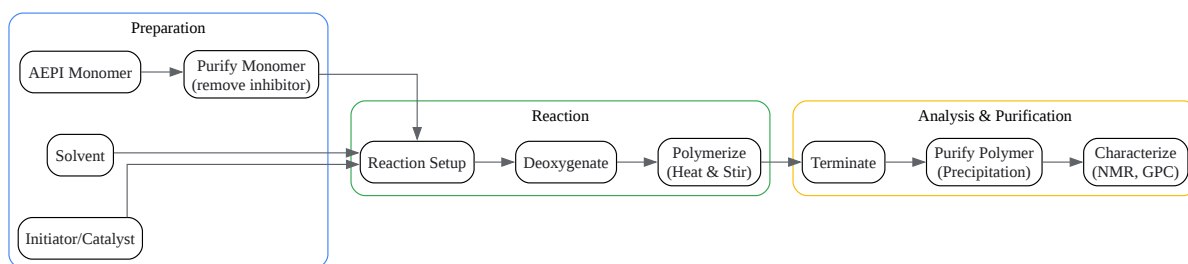 Preparation
AEPI Monomer
Purify Monomer
(remove inhibitor)
Solvent
Initiator/Catalyst
Reaction
Reaction Setup
Deoxygenate
Polymerize
(Heat & Stir)
Analysis & Purification
Terminate
Purify Polymer
(Precipitation)
Characterize
(NMR, GPC)